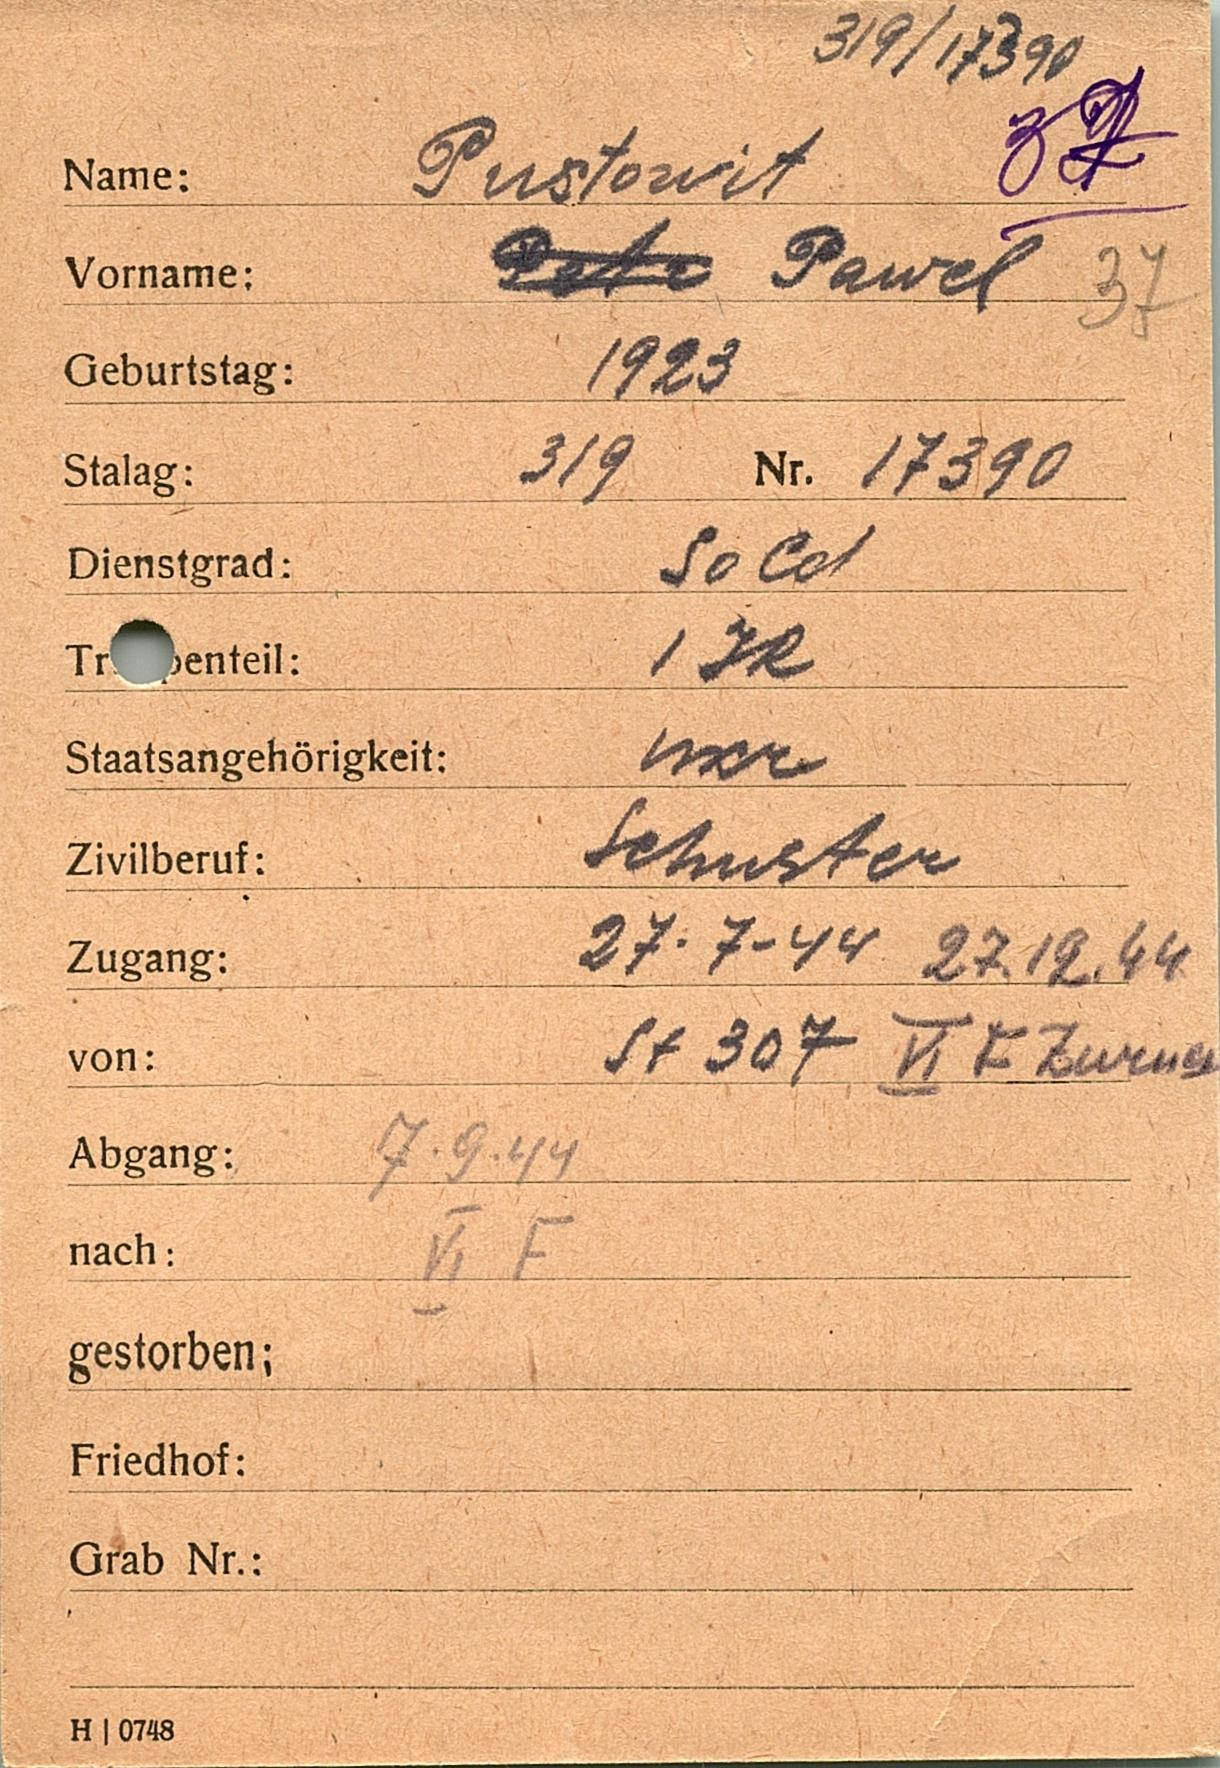 319/17390
Name: Pustowit
Vorname: Pawel 37
Geburtstag: 1923
Stalag: 319 Nr. 17390
Dienstgrad: Sold
Tr penteil: 1 JR
Staatsangehörigkeit: ukr
Zivilberuf: Schuster
Zugang: 27.7-44 27.12.44
von: St 307 VI F
Abgang: 7.9.44
nach: VI F
gestorben;
Friedhof:
Grab Nr.:
H | 0748